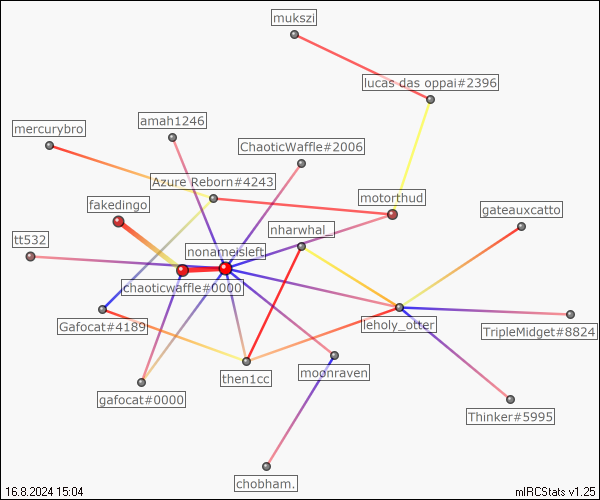 mukszi
lucas das oppai#2396
amah1246
mercurybro
ChaoticWaffle#2006
Azure Reborn#4243
motorthud
fakedingo
gateauxcatto
nharwhal_
tt532
nonameisleft
chaoticwaffle#0000
Gafocat#4189
leholy_otter
TripleMidget#8824
then1cc
moonraven
gafocat#0000
Thinker#5995
chobham.
16.8.2024 15:04
mIRCStats v1.25